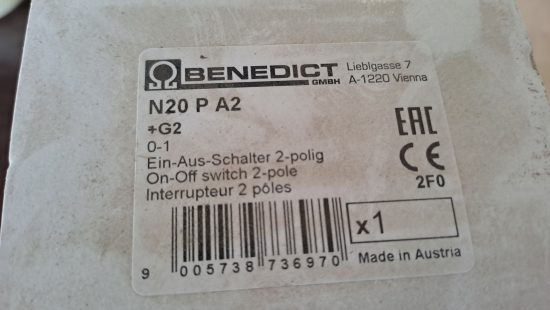 BENEDICT
GMBH
Lieblgasse 7
A-1220 Vienna
N20 P A2
+G2
0-1
Ein-Aus-Schalter 2-polig
On-Off switch 2-pole
Interrupteur 2 pôles
EAC
CE
2F0
x1
Made in Austria
9 005738 736970